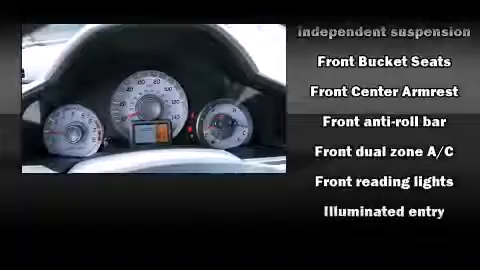 independent suspension
Front Bucket Seats
Front Center Armrest
Front anti-roll bar
Front dual zone A/C
Front reading lights
Illuminated entry